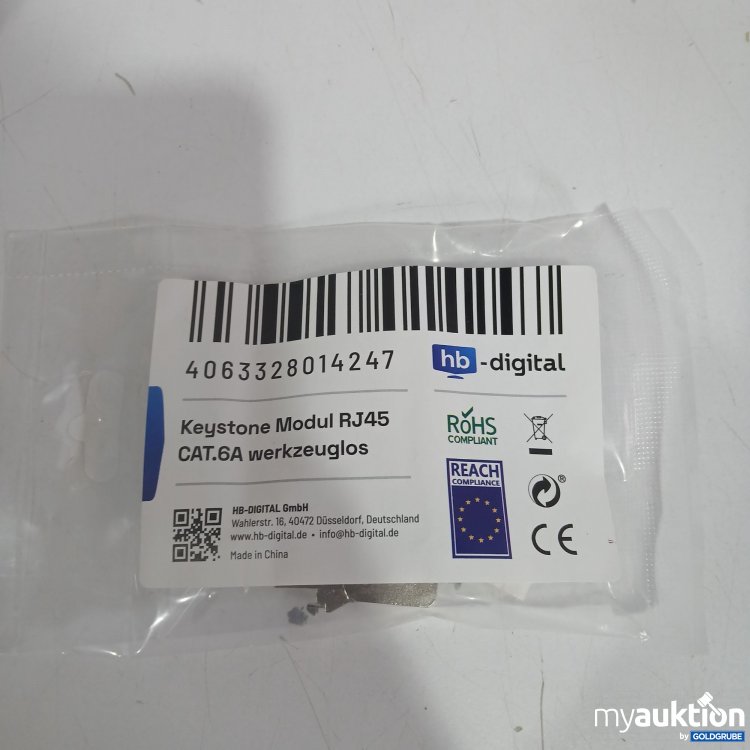 4063328014247
hb-digital
Keystone Modul RJ45
CAT.6A werkzeuglos
RoHS
COMPLIANT
REACH
COMPLIANCE
®
CE
HB-DIGITAL GmbH
Wahlerstr. 16, 40472 Düsseldorf, Deutschland
www.hb-digital.de • info@hb-digital.de
Made in China
myauktion
by GOLDGRUBE